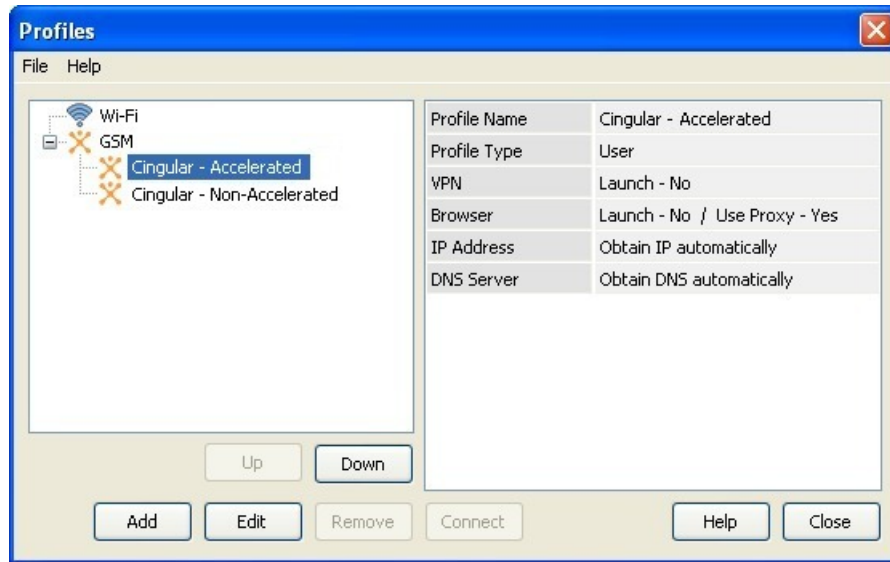 Profiles
File Help
Wi-Fi
GSM
Cingular - Accelerated
Cingular - Non-Accelerated
Profile Name Cingular - Accelerated
Profile Type User
VPN Launch - No
Browser Launch - No / Use Proxy - Yes
IP Address Obtain IP automatically
DNS Server Obtain DNS automatically
Up Down
Add Edit Remove Connect Help Close